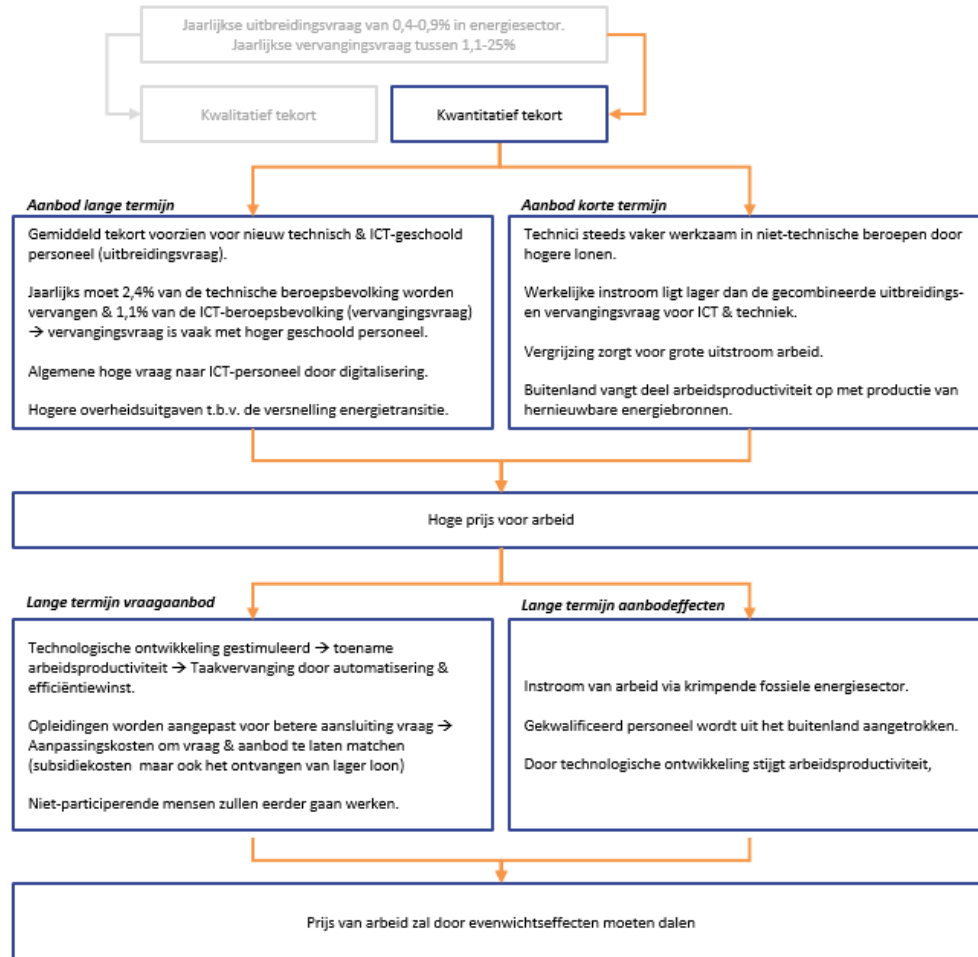 Jaarlijkse uitbreidingsvraag van 0,4-0,9% in energiesector.
Jaarlijkse vervangingsvraag tussen 1,1-25%
Kwalitatief tekort
Kwantitatief tekort
Aanbod lange termijn
Gemiddeld tekort voorzien voor nieuw technisch & ICT-geschoold
personeel (uitbreidingsvraag).
Jaarlijks moet 2,4% van de technische beroepsbevolking worden
vervangen & 1,1% van de ICT-beroepsbevolking (vervangingsvraag)
→ vervangingsvraag is vaak met hoger geschoold personeel.
Algemene hoge vraag naar ICT-personeel door digitalisering.
Hogere overheidsuitgaven t.b.v. de versnelling energietransitie.
Aanbod korte termijn
Technici steeds vaker werkzaam in niet-technische beroepen door
hogere lonen.
Werkelijke instroom ligt lager dan de gecombineerde uitbreidings-
en vervangingsvraag voor ICT & techniek.
Vergrijzing zorgt voor grote uitstroom arbeid.
Buitenland vangt deel arbeidsproductiviteit op met productie van
hernieuwbare energiebronnen.
Hoge prijs voor arbeid
Lange termijn vraagaanbod
Technologische ontwikkeling gestimuleerd → toename
arbeidsproductiviteit → Taakvervanging door automatisering &
efficiëntiewinst.
Opleidingen worden aangepast voor betere aansluiting vraag →
Aanpassingskosten om vraag & aanbod te laten matchen
(subsidiekosten maar ook het ontvangen van lager loon)
Niet-participerende mensen zullen eerder gaan werken.
Lange termijn aanbodeffecten
Instroom van arbeid via krimpende fossiele energiesector.
Gekwalificeerd personeel wordt uit het buitenland aangetrokken.
Door technologische ontwikkeling stijgt arbeidsproductiviteit,
Prijs van arbeid zal door evenwichtseffecten moeten dalen